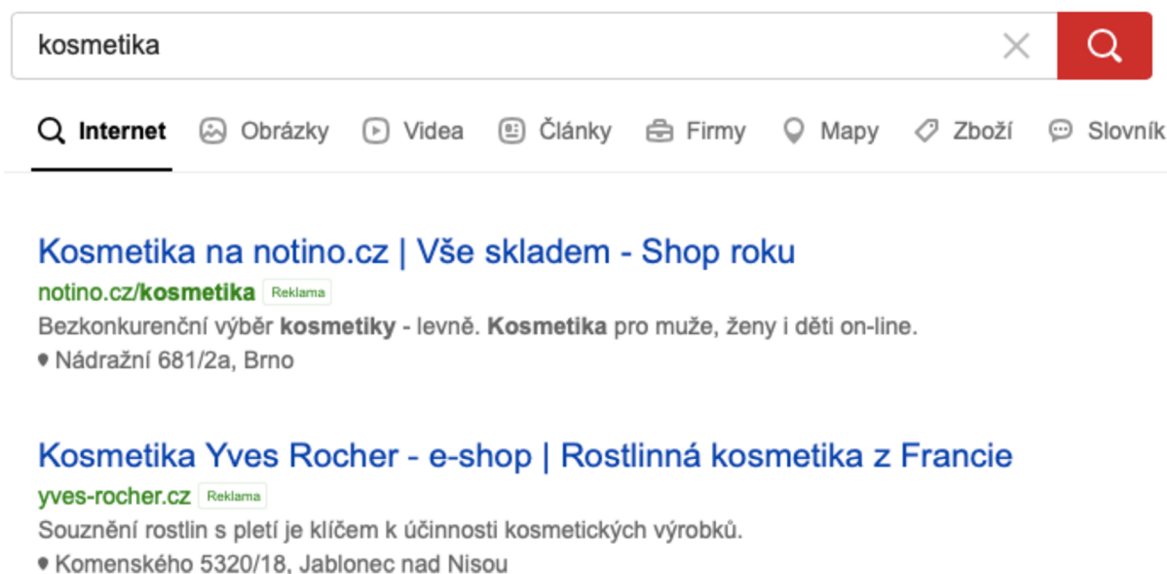 kosmetika
Internet Obrázky Videa Články Firmy Mapy Zboží Slovník
Kosmetika na notino.cz | Vše skladem - Shop roku
notino.cz/kosmetika Reklama
Bezkonkurenční výběr kosmetiky - levně. Kosmetika pro muže, ženy i děti on-line.
Nádražní 681/2a, Brno
Kosmetika Yves Rocher - e-shop | Rostlinná kosmetika z Francie
yves-rocher.cz Reklama
Souznění rostlin s pletí je klíčem k účinnosti kosmetických výrobků.
Komenského 5320/18, Jablonec nad Nisou